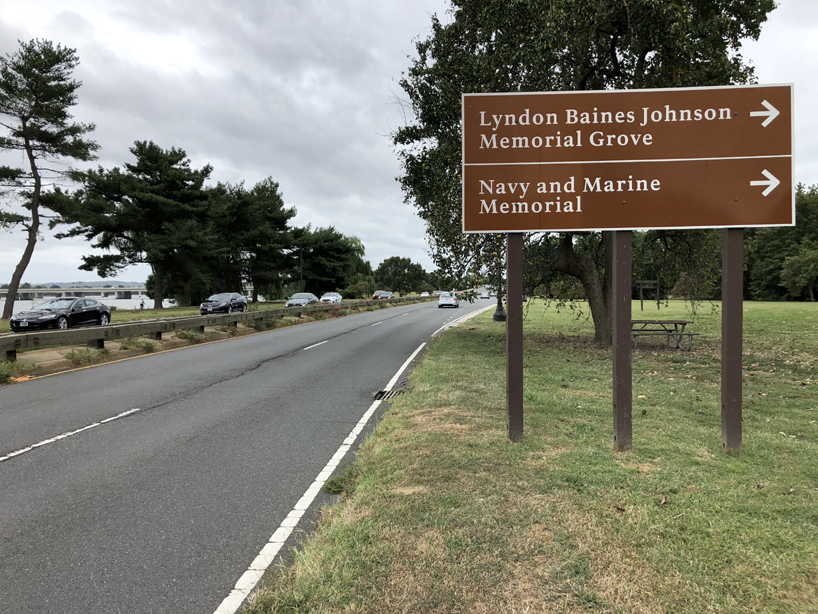 Lyndon Baines Johnson
Memorial Grove
Navy and Marine
Memorial